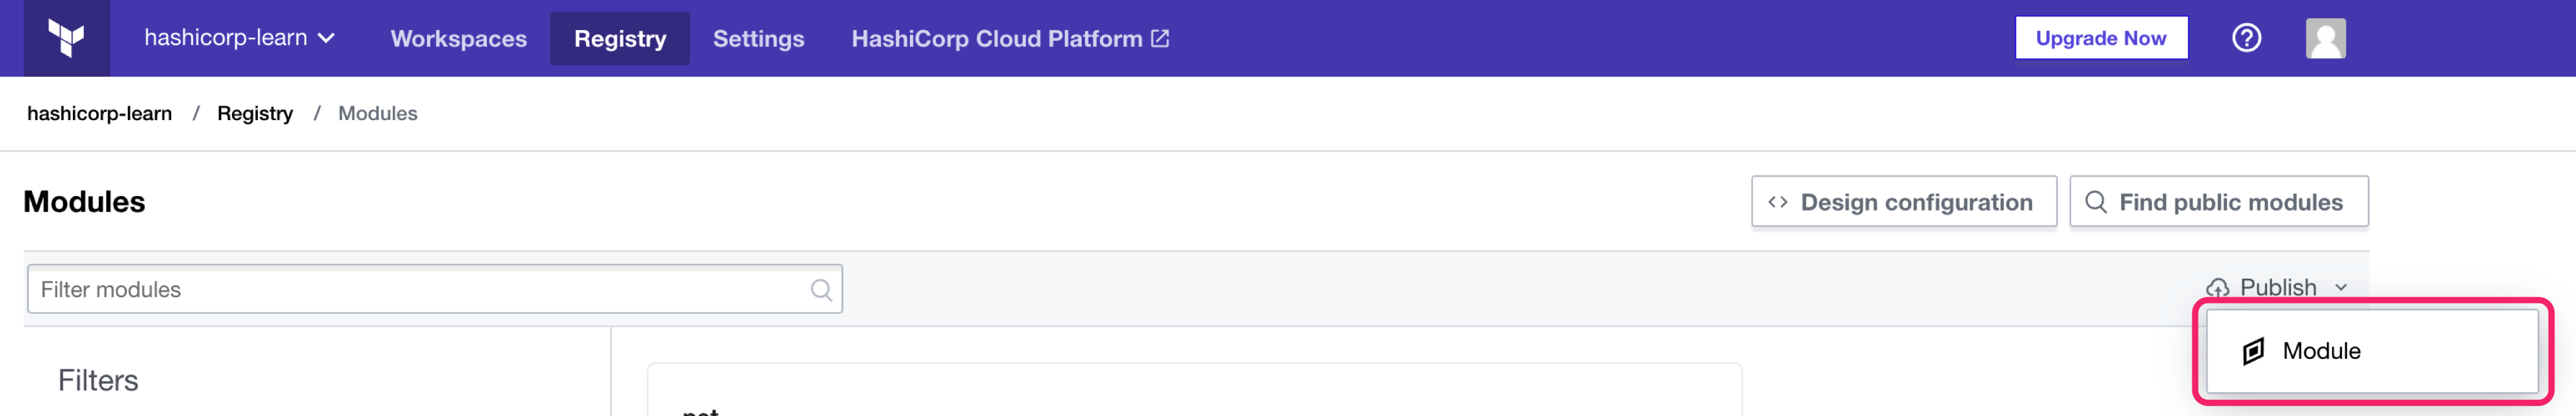 hashicorp-learn Workspaces Registry Settings HashiCorp Cloud Platform Upgrade Now
hashicorp-learn / Registry / Modules
Modules Design configuration Find public modules
Filter modules Publish
Module
Filters